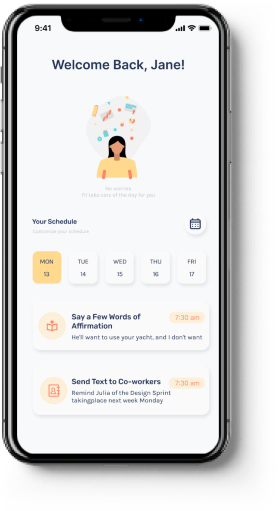 9:41
Welcome Back, Jane!
No worries,
I'll take care of the day for you
Your Schedule
Customize your schedule
MON TUE WED THU FRI
13 14 15 16 17
Say a Few Words of
Affirmation
7:30 am
He'll want to use your yacht, and I don't want
Send Text to Co-workers
7:30 am
Remind Julia of the Design Sprint
takingplace next week Monday